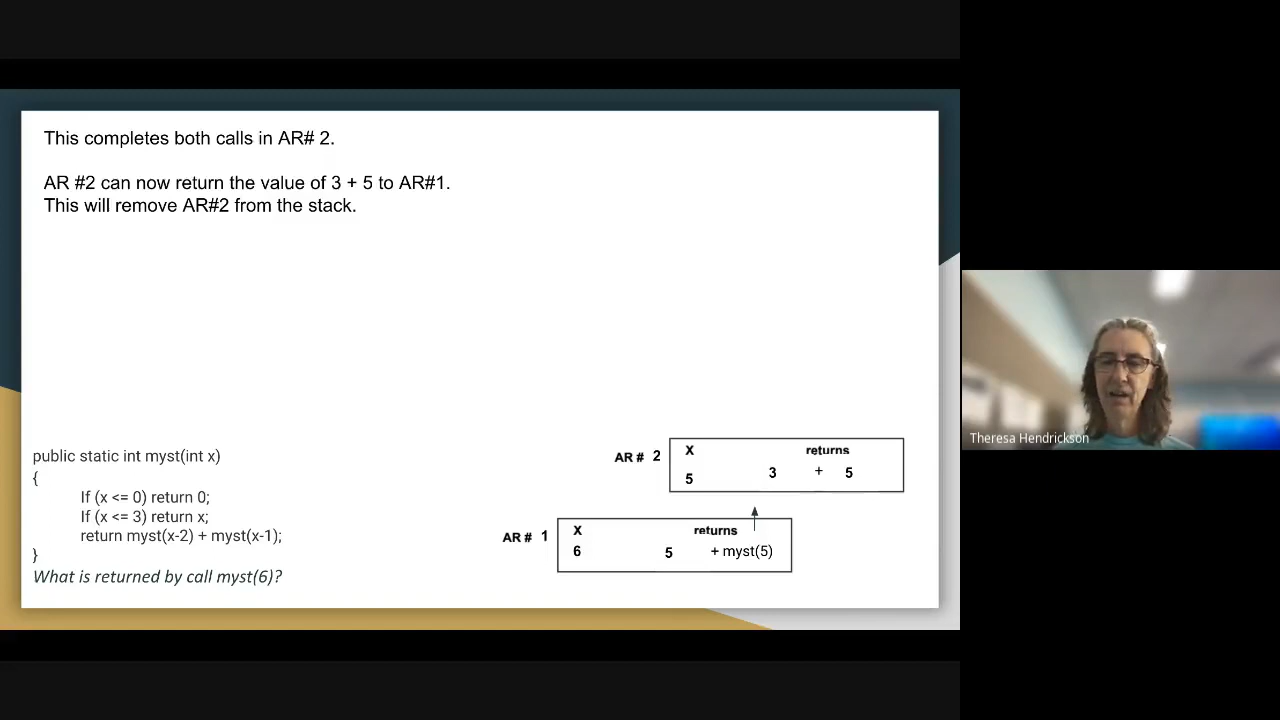 This completes both calls in AR# 2.
AR #2 can now return the value of 3 + 5 to AR#1.
This will remove AR#2 from the stack.
public static int myst(int x)
{
If (x <= 0) return 0;
If (x <= 3) return x;
return myst(x-2) + myst(x-1);
}
What is returned by call myst(6)?
AR # 2
X returns
5 3 + 5
AR # 1
X returns
6 5 + myst(5)
Theresa Hendrickson